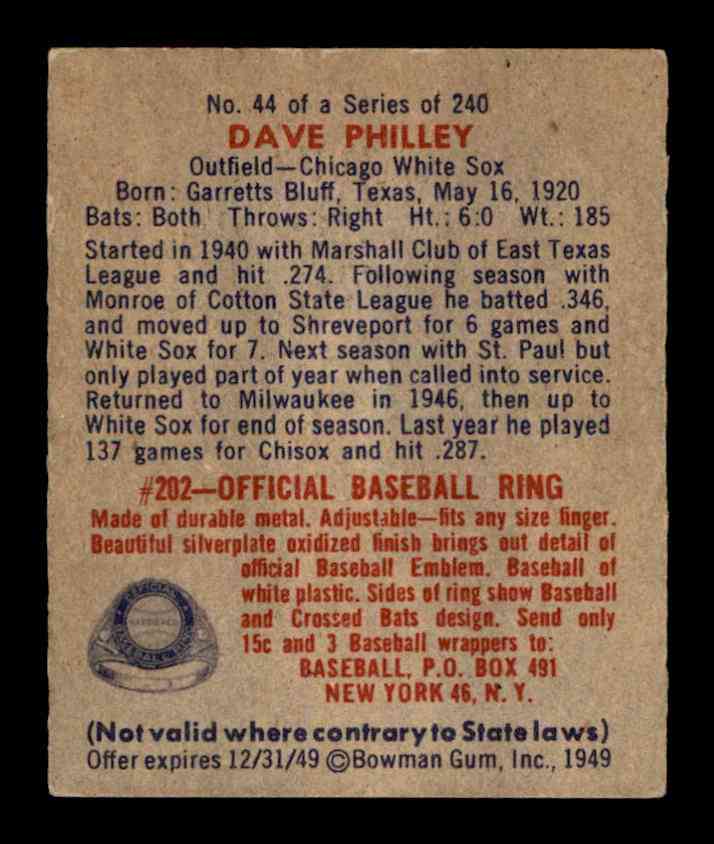 No. 44 of a Series of 240
DAVE PHILLEY
Outfield—Chicago White Sox
Born: Garretts Bluff, Texas, May 16, 1920
Bats: Both Throws: Right Ht.: 6:0 Wt.: 185
Started in 1940 with Marshall Club of East Texas
League and hit .274. Following season with
Monroe of Cotton State League he batted .346,
and moved up to Shreveport for 6 games and
White Sox for 7. Next season with St. Paul but
only played part of year when called into service.
Returned to Milwaukee in 1946, then up to
White Sox for end of season. Last year he played
137 games for Chisox and hit .287.
#202—OFFICIAL BASEBALL RING
Made of durable metal. Adjustable—fits any size finger.
Beautiful silverplate oxidized finish brings out detail of
official Baseball Emblem. Baseball of
white plastic. Sides of ring show Baseball
and Crossed Bats design. Send only
15c and 3 Baseball wrappers to:
BASEBALL, P.O. BOX 491
NEW YORK 46, N. Y.
OFFICIAL
BASEBALL RING
(Not valid where contrary to State laws)
Offer expires 12/31/49 ©Bowman Gum, Inc., 1949